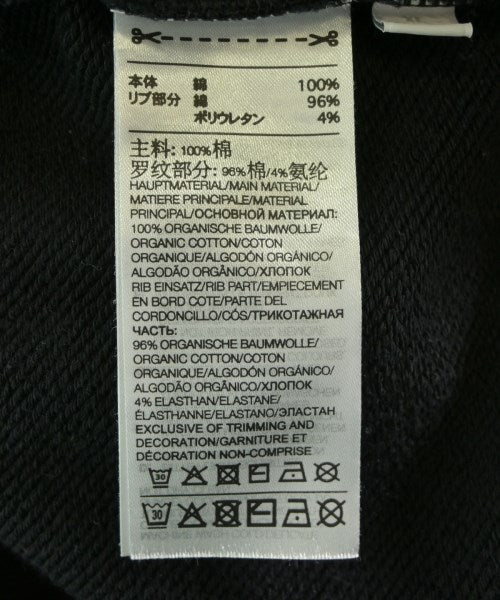 本体 綿 100%
リブ部分 綿 96%
ポリウレタン 4%
主料: 100%棉
罗纹部分: 96%棉/4%氨纶
HAUPTMATERIAL/MAIN MATERIAL/
MATIERE PRINCIPALE/MATERIAL
PRINCIPAL/ОСНОВНОЙ МАТЕРИАЛ:
100% ORGANISCHE BAUMWOLLE/
ORGANIC COTTON/COTON
ORGANIQUE/ALGODÓN ORGÁNICO/
ALGODÃO ORGÂNICO/ХЛОПОК
RIB EINSATZ/RIB PART/EMPIECEMENT
EN BORD COTE/PARTE DEL
CORDONCILLO/CÓS/ТРИКОТАЖНАЯ
ЧАСТЬ:
96% ORGANISCHE BAUMWOLLE/
ORGANIC COTTON/COTON
ORGANIQUE/ALGODÓN ORGÁNICO/
ALGODÃO ORGÂNICO/ХЛОПОК
4% ELASTHAN/ELASTANE/
ÉLASTHANNE/ELASTANO/ЭЛАСТАН
EXCLUSIVE OF TRIMMING AND
DECORATION/GARNITURE ET
DÉCORATION NON-COMPRISE
30
30